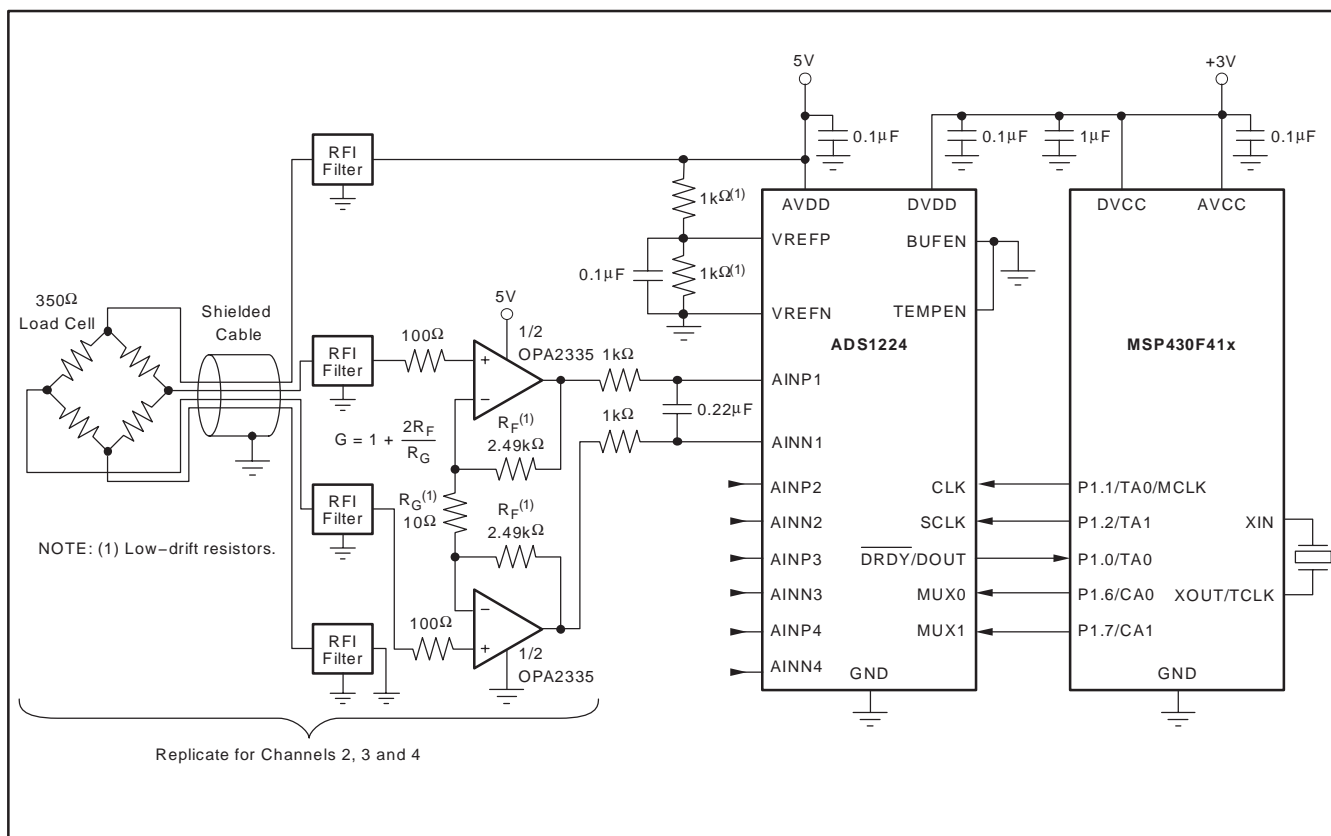 5V
+3V
0.1µF
0.1µF
1µF
0.1µF
RFI
Filter
1kΩ(1)
AVDD
DVDD
DVCC
AVCC
VREFP
BUFEN
0.1µF
1kΩ(1)
350Ω
Load Cell
Shielded
Cable
5V
VREFN
TEMPEN
100Ω
1/2
OPA2335
ADS1224
MSP430F41x
RFI
Filter
+
1kΩ
AINP1
−
0.22µF
G = 1 + 2RF
RG
RF(1)
2.49kΩ
1kΩ
AINN1
RG(1)
10Ω
RF(1)
2.49kΩ
AINP2
CLK
P1.1/TA0/MCLK
RFI
Filter
AINN2
SCLK
P1.2/TA1
XIN
NOTE: (1) Low−drift resistors.
AINP3
DRDY/DOUT
P1.0/TA0
AINN3
MUX0
P1.6/CA0
XOUT/TCLK
−
100Ω
+
AINP4
MUX1
P1.7/CA1
RFI
Filter
1/2
OPA2335
AINN4
GND
GND
Replicate for Channels 2, 3 and 4